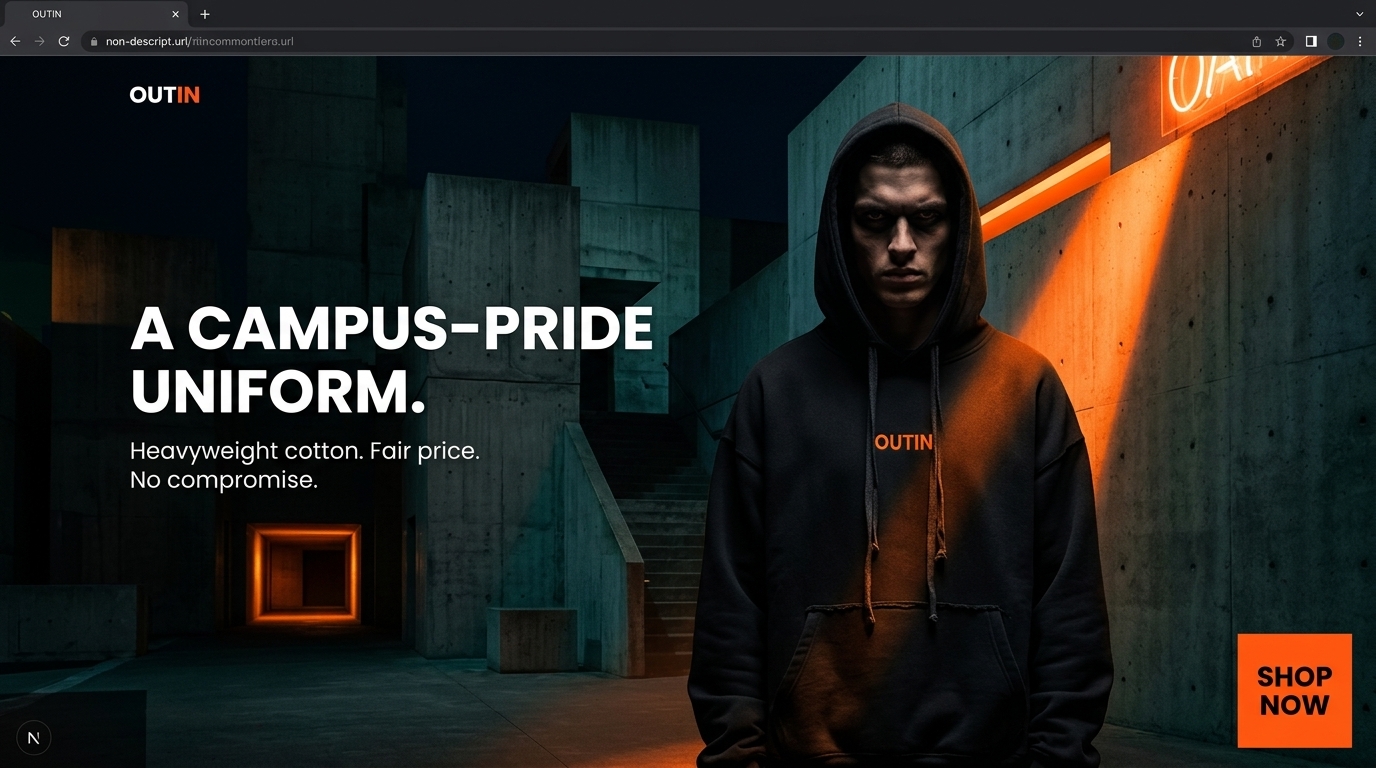 OUTIN
non-descript.url/
OUTIN
A CAMPUS-PRIDE
UNIFORM.
Heavyweight cotton. Fair price.
No compromise.
OUTIN
SHOP
NOW
N